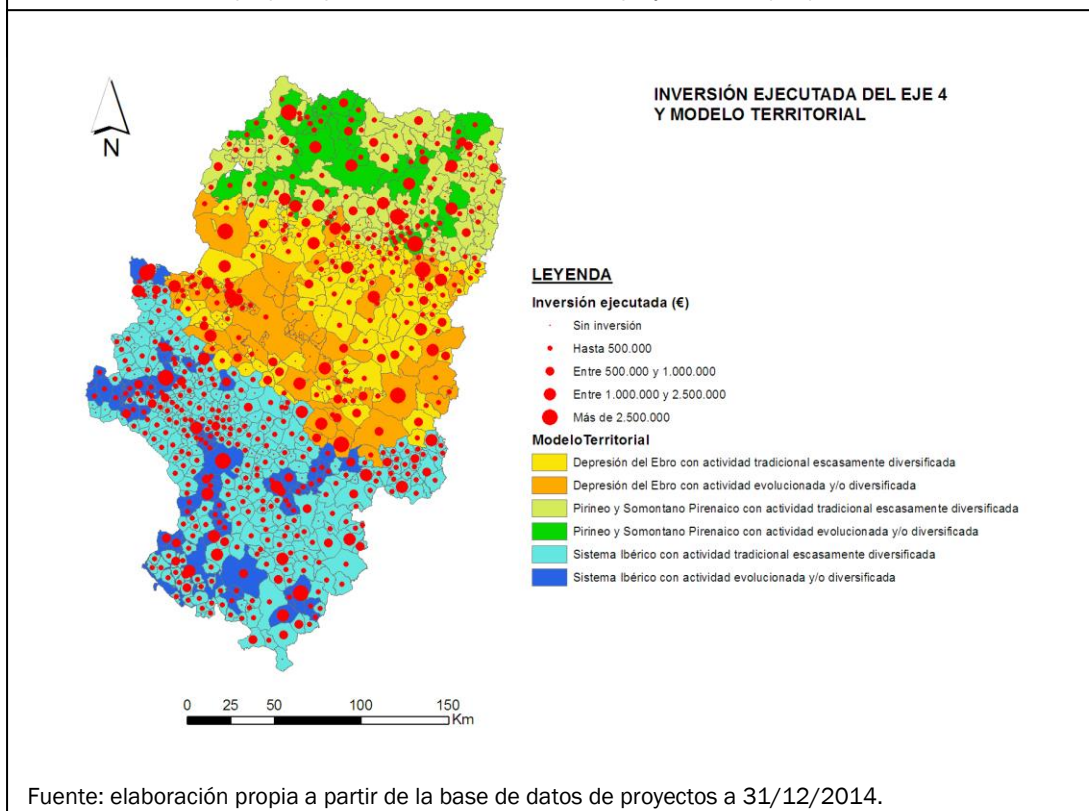 INVERSIÓN EJECUTADA DEL EJE 4
Y MODELO TERRITORIAL
N
LEYENDA
Inversión ejecutada (€)
Sin inversión
Hasta 500.000
Entre 500.000 y 1.000.000
Entre 1.000.000 y 2.500.000
Más de 2.500.000
ModeloTerritorial
Depresión del Ebro con actividad tradicional escasamente diversificada
Depresión del Ebro con actividad evolucionada y/o diversificada
Pirineo y Somontano Pirenaico con actividad tradicional escasamente diversificada
Pirineo y Somontano Pirenaico con actividad evolucionada y/o diversificada
Sistema Ibérico con actividad tradicional escasamente diversificada
Sistema Ibérico con actividad evolucionada y/o diversificada
0 25 50 100 150
Km
Fuente: elaboración propia a partir de la base de datos de proyectos a 31/12/2014.